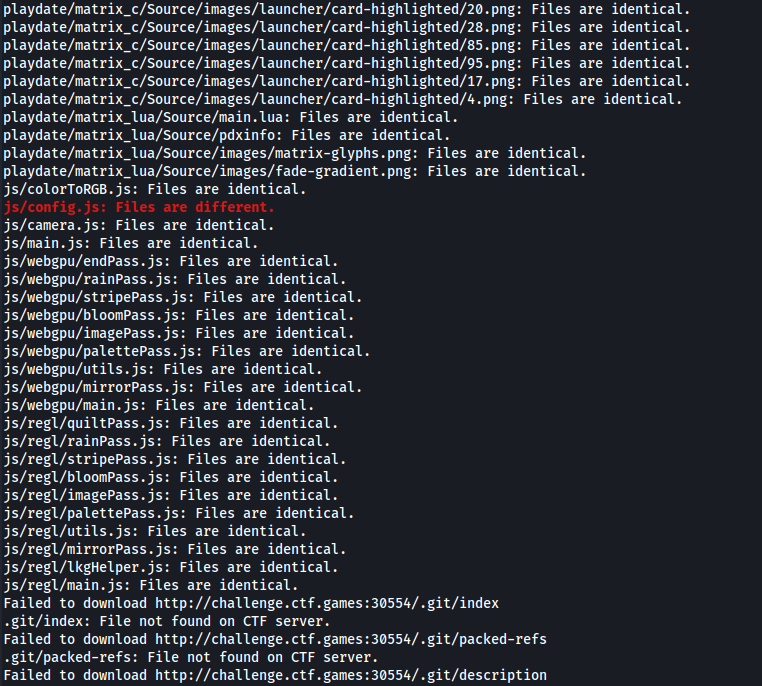 playdate/matrix_c/Source/images/launcher/card-highlighted/20.png: Files are identical.
playdate/matrix_c/Source/images/launcher/card-highlighted/28.png: Files are identical.
playdate/matrix_c/Source/images/launcher/card-highlighted/85.png: Files are identical.
playdate/matrix_c/Source/images/launcher/card-highlighted/95.png: Files are identical.
playdate/matrix_c/Source/images/launcher/card-highlighted/17.png: Files are identical.
playdate/matrix_c/Source/images/launcher/card-highlighted/4.png: Files are identical.
playdate/matrix_lua/Source/main.lua: Files are identical.
playdate/matrix_lua/Source/pdxinfo: Files are identical.
playdate/matrix_lua/Source/images/matrix-glyphs.png: Files are identical.
playdate/matrix_lua/Source/images/fade-gradient.png: Files are identical.
js/colorToRGB.js: Files are identical.
js/config.js: Files are different.
js/camera.js: Files are identical.
js/main.js: Files are identical.
js/webgpu/endPass.js: Files are identical.
js/webgpu/rainPass.js: Files are identical.
js/webgpu/stripePass.js: Files are identical.
js/webgpu/bloomPass.js: Files are identical.
js/webgpu/imagePass.js: Files are identical.
js/webgpu/palettePass.js: Files are identical.
js/webgpu/utils.js: Files are identical.
js/webgpu/mirrorPass.js: Files are identical.
js/webgpu/main.js: Files are identical.
js/regl/quiltPass.js: Files are identical.
js/regl/rainPass.js: Files are identical.
js/regl/stripePass.js: Files are identical.
js/regl/bloomPass.js: Files are identical.
js/regl/imagePass.js: Files are identical.
js/regl/palettePass.js: Files are identical.
js/regl/utils.js: Files are identical.
js/regl/mirrorPass.js: Files are identical.
js/regl/lkgHelper.js: Files are identical.
js/regl/main.js: Files are identical.
Failed to download http://challenge.ctf.games:30554/.git/index
.git/index: File not found on CTF server.
Failed to download http://challenge.ctf.games:30554/.git/packed-refs
.git/packed-refs: File not found on CTF server.
Failed to download http://challenge.ctf.games:30554/.git/description